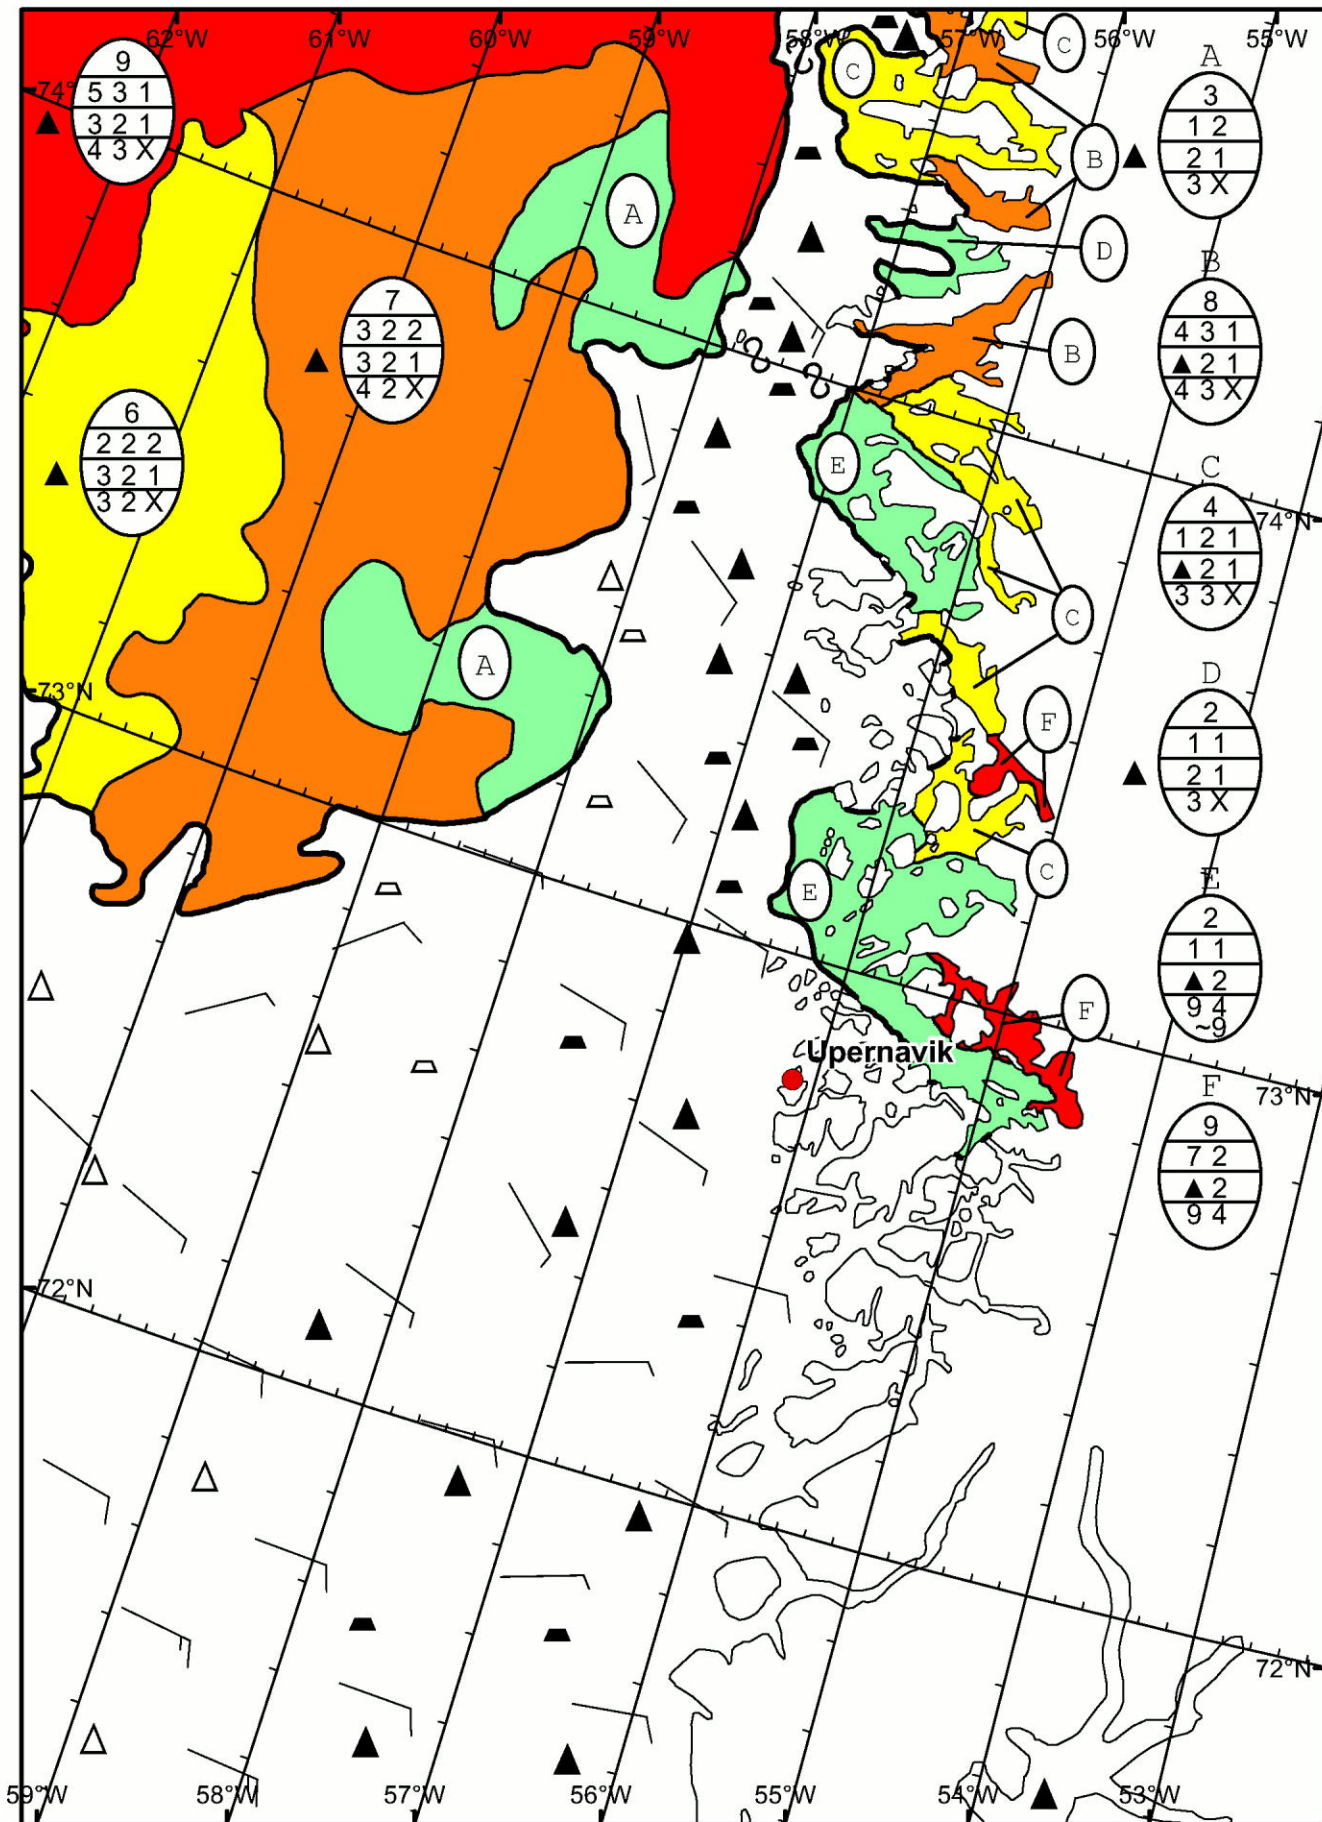 62°W 61°W 60°W 59°W 58°W 57°W 56°W 55°W
74°
9
5 3 1
3 2 1
4 3 X
C
C
A
3
1 2
2 1
3 X
B
A
D
B
8
4 3 1
▲ 2 1
4 3 X
7
3 2 2
3 2 1
4 2 X
B
6
2 2 2
3 2 1
3 2 X
E
C
4
1 2 1
▲ 2 1
3 3 X
74°N
C
A
73°N
D
2
1 1
2 1
3 X
F
C
E
E
2
1 1
▲ 2
9 4
~9
F
Upernavik
73°N
F
9
7 2
▲ 2
9 4
72°N
72°N
59°W 58°W 57°W 56°W 55°W 54°W 53°W